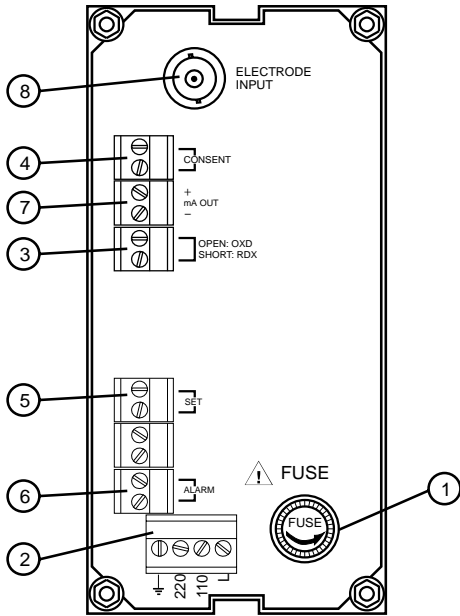 8
ELECTRODE
INPUT
4
CONSENT
7
+
mA OUT
−
3
OPEN: OXD
SHORT: RDX
5
SET
6
ALARM
! FUSE
FUSE
1
2
220
110
L